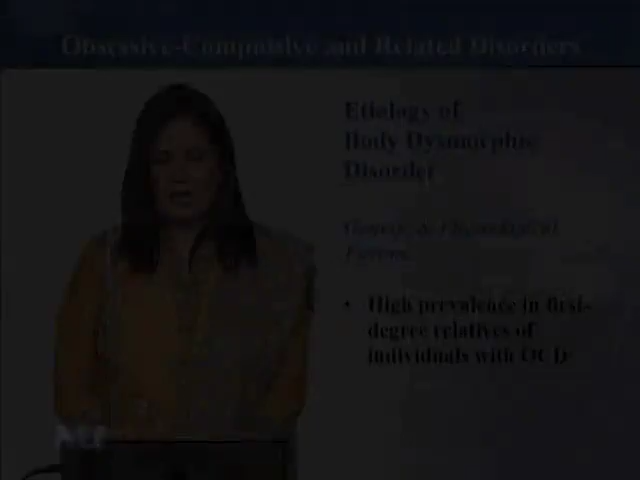 Obsessive-Compulsive and Related Disorders
Etiology of
Body Dysmorphic
Disorder
Genetic & Physiological
Factors
• High prevalence in first-
degree relatives of
individuals with OCD